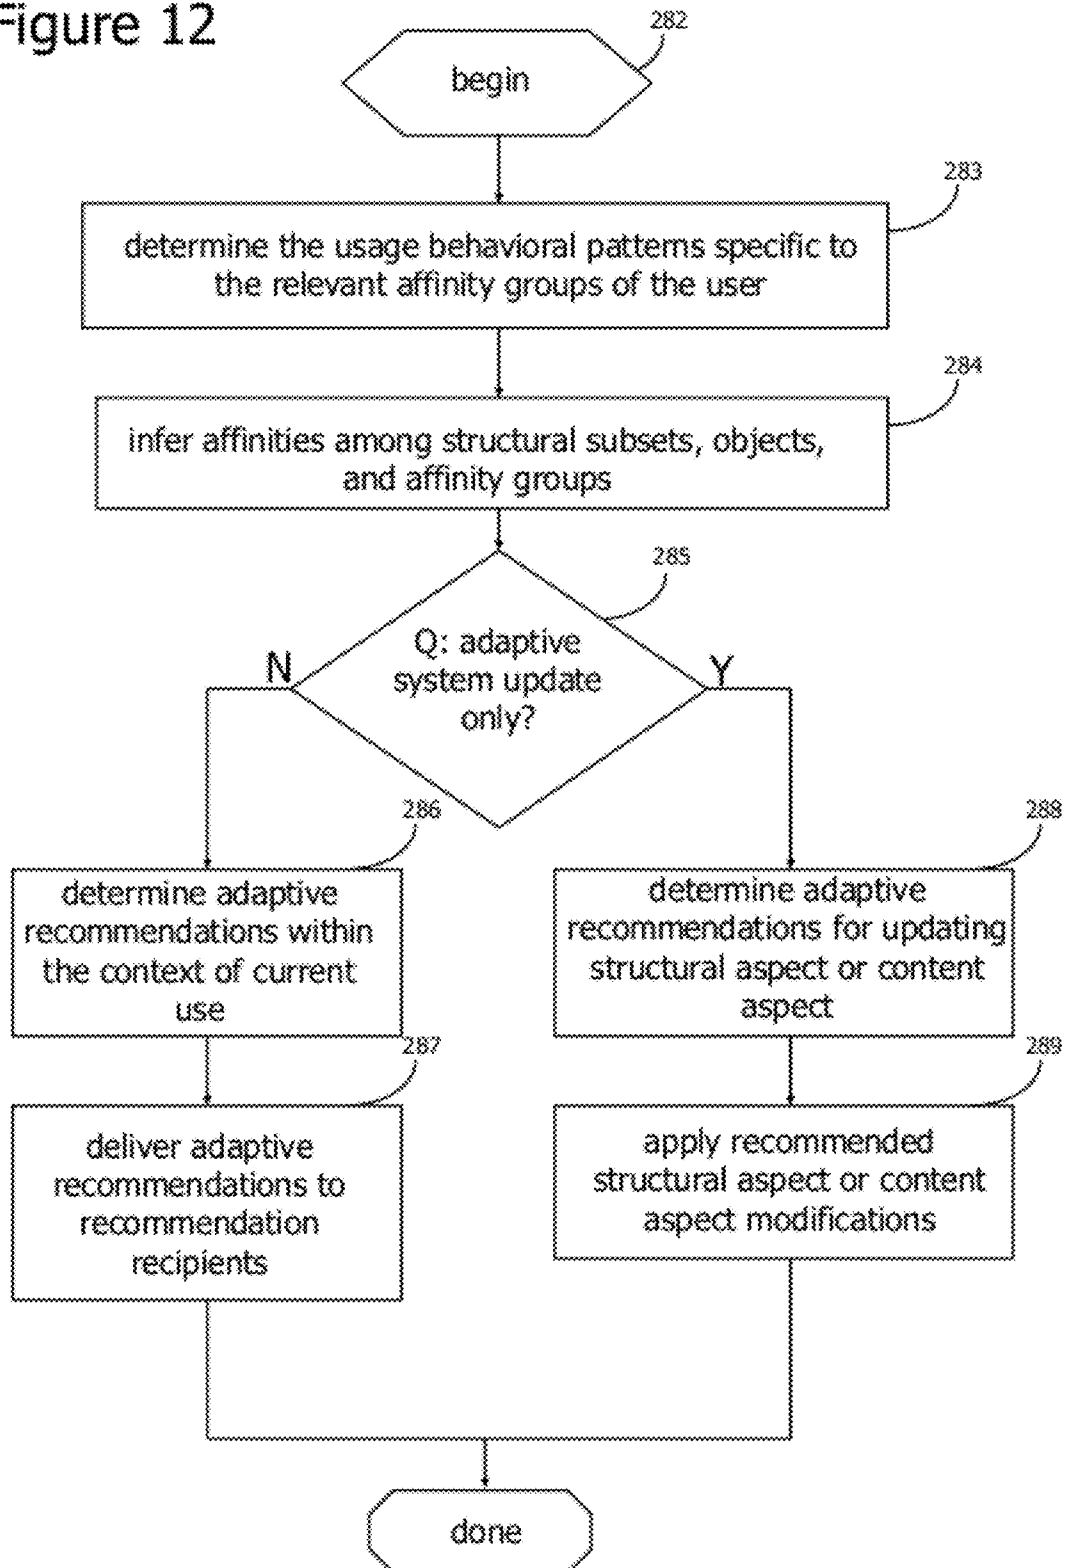 Figure 12
282
begin
283
determine the usage behavioral patterns specific to
the relevant affinity groups of the user
284
infer affinities among structural subsets, objects,
and affinity groups
285
Q: adaptive
system update
only?
N
Y
286
determine adaptive
recommendations within
the context of current
use
288
determine adaptive
recommendations for updating
structural aspect or content
aspect
287
deliver adaptive
recommendations to
recommendation
recipients
289
apply recommended
structural aspect or content
aspect modifications
done